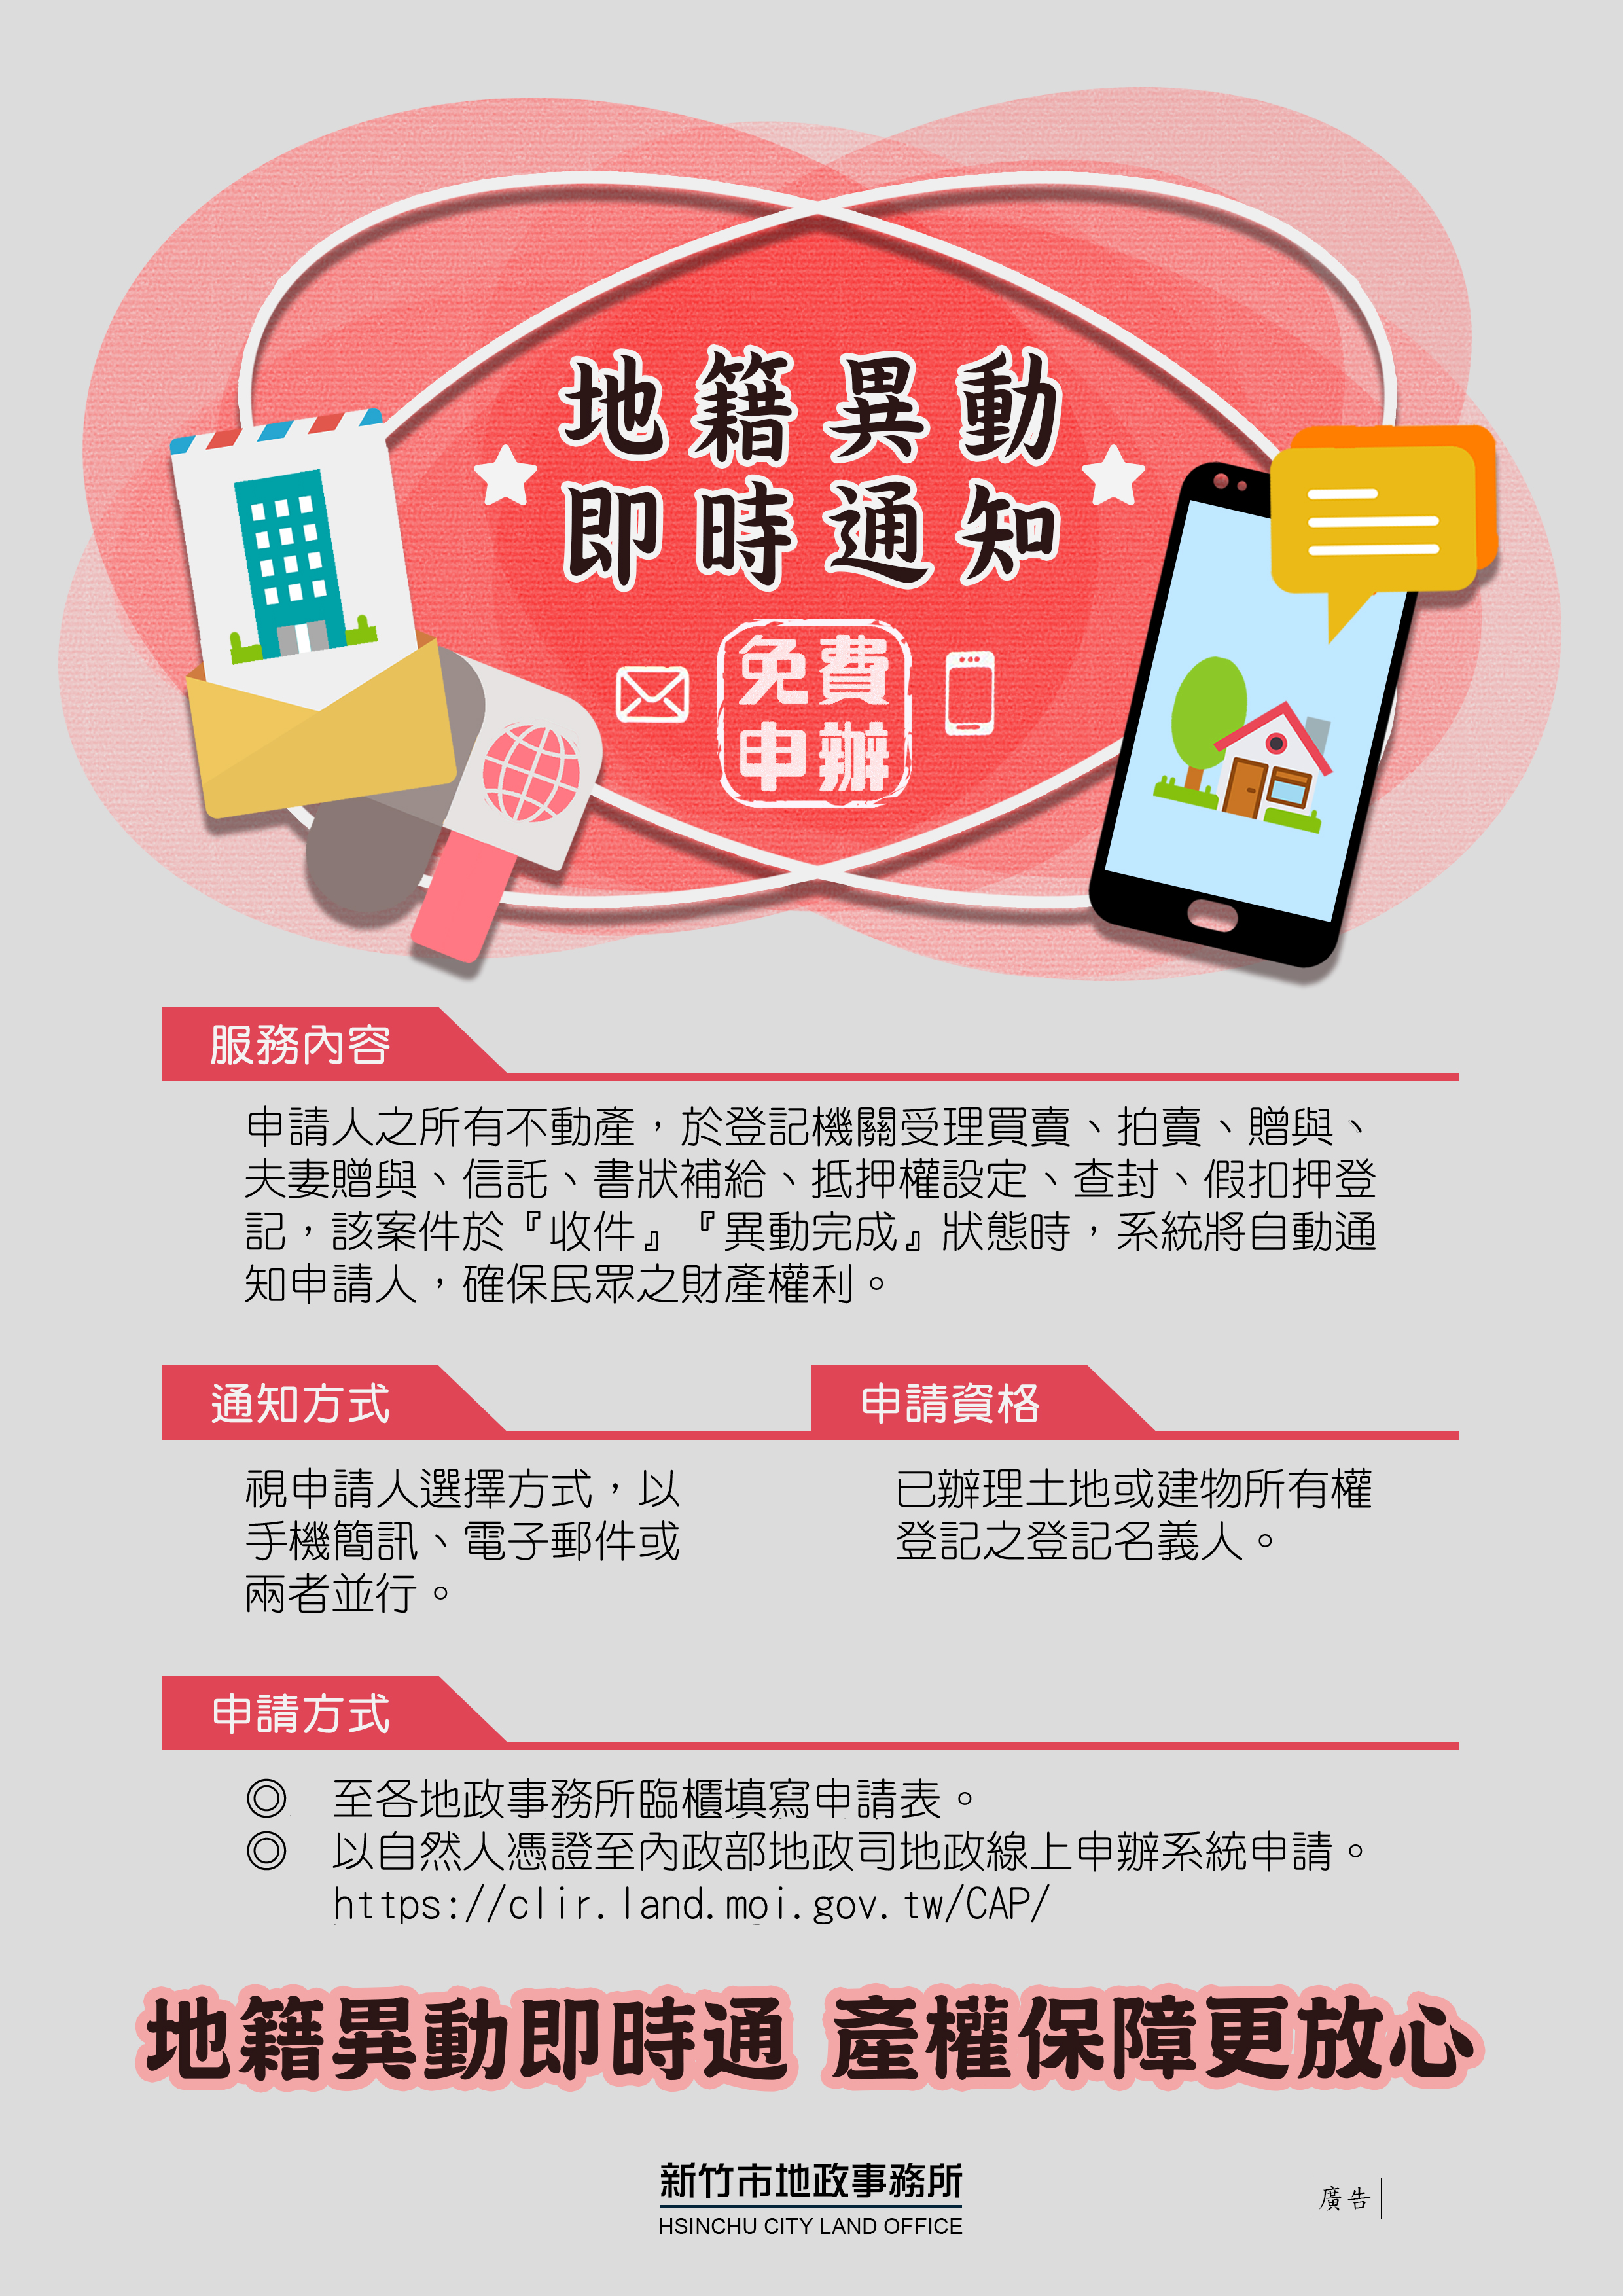 地籍異動
即時通知
免費
申辦
服務內容
申請人之所有不動產，於登記機關受理買賣、拍賣、贈與、
夫妻贈與、信託、書狀補給、抵押權設定、查封、假扣押登
記，該案件於『收件』『異動完成』狀態時，系統將自動通
知申請人，確保民眾之財產權利。
通知方式
視申請人選擇方式，以
手機簡訊、電子郵件或
兩者並行。
申請資格
已辦理土地或建物所有權
登記之登記名義人。
申請方式
◎　至各地政事務所臨櫃填寫申請表。
◎　以自然人憑證至內政部地政司地政線上申辦系統申請。
https://clir.land.moi.gov.tw/CAP/
地籍異動即時通 產權保障更放心
新竹市地政事務所
HSINCHU CITY LAND OFFICE
廣告